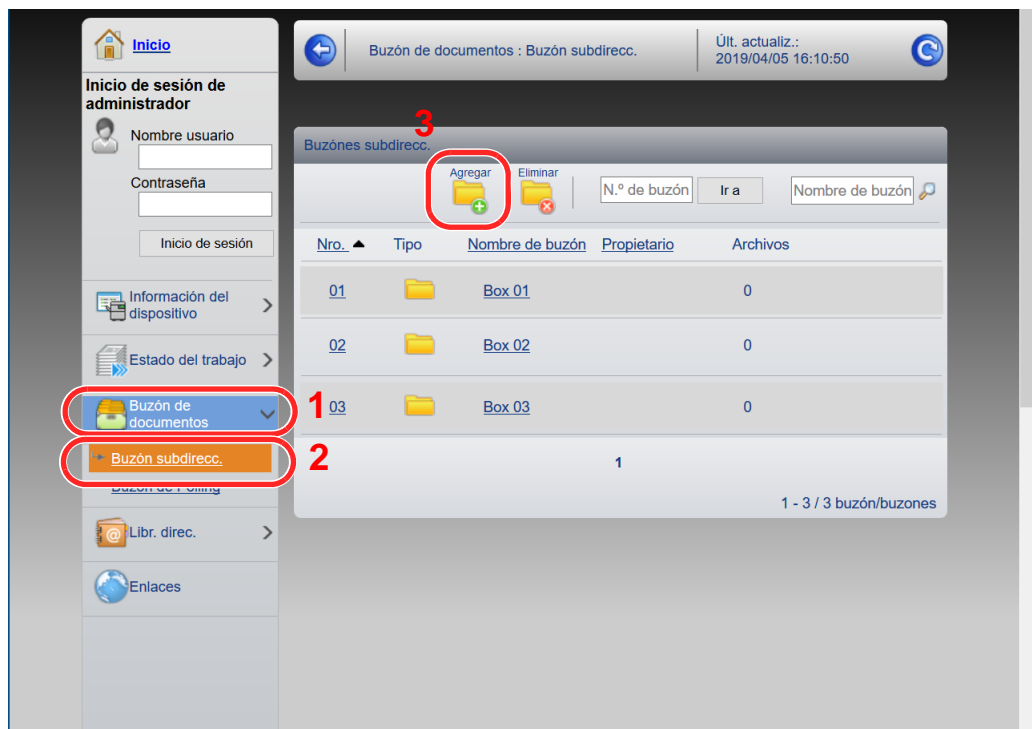 Inicio
Inicio de sesión de
administrador
Nombre usuario
Contraseña
Inicio de sesión
Información del
dispositivo
Estado del trabajo
Buzón de
documentos
1
Buzón subdirecc.
2
Buzón de Polling
Libr. direc.
Enlaces
Buzón de documentos : Buzón subdirecc.
Últ. actualiz.:
2019/04/05 16:10:50
3
Buzónes subdirecc.
Agregar
Eliminar
N.º de buzón
Ir a
Nombre de buzón
Nro. Tipo Nombre de buzón Propietario Archivos
01 Box 01 0
02 Box 02 0
03 Box 03 0
1
1 - 3 / 3 buzón/buzones